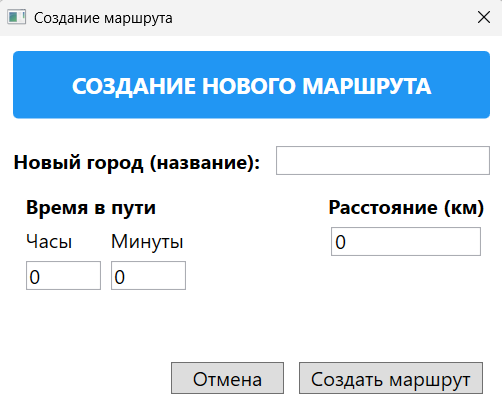 Создание маршрута
СОЗДАНИЕ НОВОГО МАРШРУТА
Новый город (название):
Время в пути Расстояние (км)
Часы Минуты 0
0 0
Отмена Создать маршрут